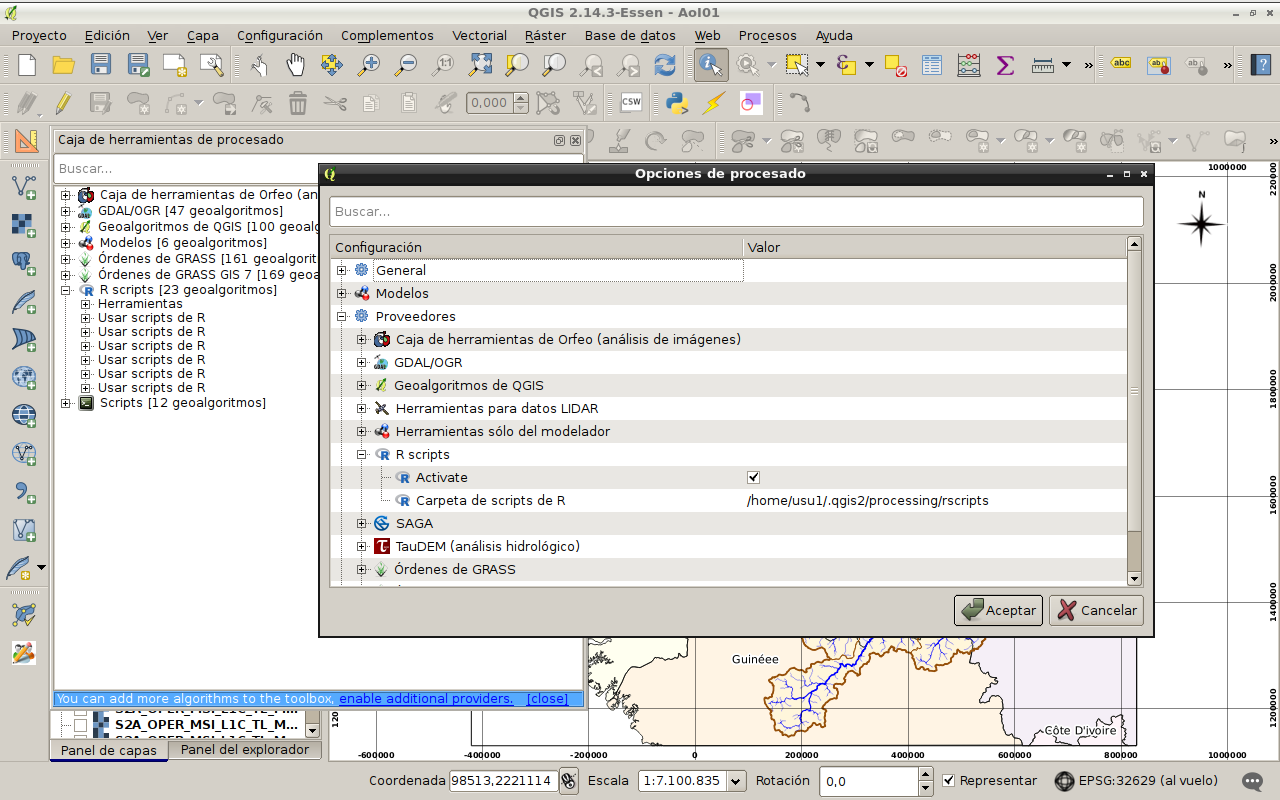 QGIS 2.14.3-Essen - AoI01
Proyecto Edición Ver Capa Configuración Complementos Vectorial Ráster Base de datos Web Procesos Ayuda
1:1 abc ab ab
0,000 CSW
Caja de herramientas de procesado
Buscar...
Caja de herramientas de Orfeo (an
GDAL/OGR [47 geoalgoritmos]
Geoalgoritmos de QGIS [100 geoalg
Modelos [6 geoalgoritmos]
Órdenes de GRASS [161 geoalgorit
Órdenes de GRASS GIS 7 [169 geoa
R scripts [23 geoalgoritmos]
Herramientas
Usar scripts de R
Usar scripts de R
Usar scripts de R
Usar scripts de R
Usar scripts de R
Usar scripts de R
Scripts [12 geoalgoritmos]
You can add more algorithms to the toolbox, enable additional providers. [close]
Opciones de procesado
Buscar...
Configuración Valor
General
Modelos
Proveedores
Caja de herramientas de Orfeo (análisis de imágenes)
GDAL/OGR
Geoalgoritmos de QGIS
Herramientas para datos LIDAR
Herramientas sólo del modelador
R scripts
Activate
Carpeta de scripts de R /home/usu1/.qgis2/processing/rscripts
SAGA
TauDEM (análisis hidrológico)
Órdenes de GRASS
Aceptar Cancelar
1000000
N
2000000
1800000
1600000
1400000
1200000
Guinéee
Côte D'ivoire
-600000 -400000 -200000 0 200000 400000 600000 800000 1000000
S2A_OPER_MSI_L1C_TL_M...
Panel de capas Panel del explorador
Coordenada 98513,2221114 Escala 1:7.100.835 Rotación 0,0 Representar EPSG:32629 (al vuelo)